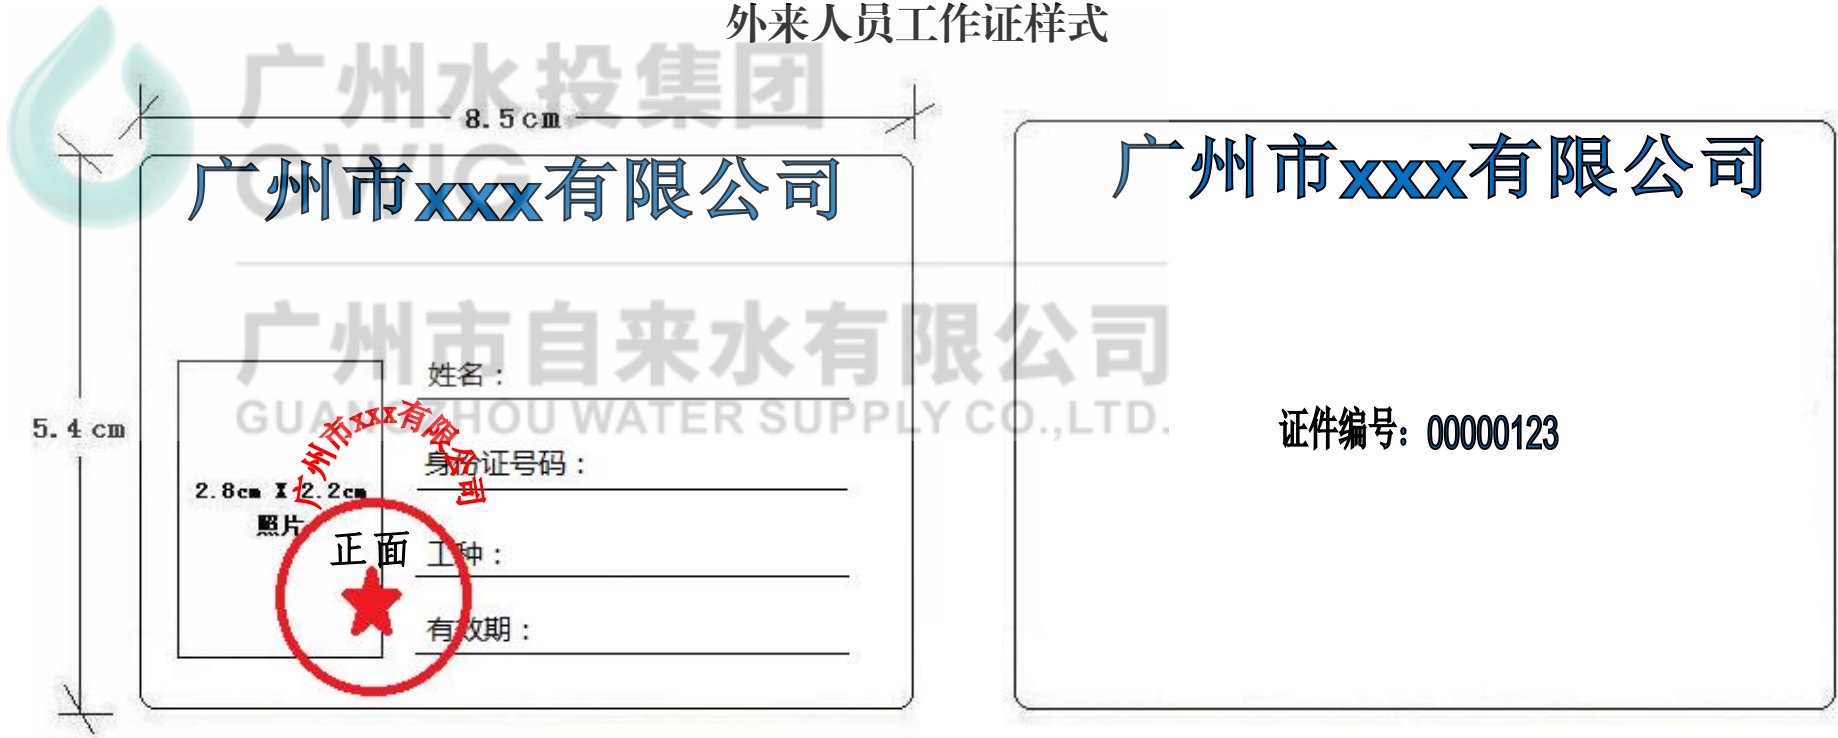 外来人员工作证样式
广州水投集团
GWIG
8.5cm
广州市xxx有限公司
广州市自来水有限公司
GUANGZHOU WATER SUPPLY CO.,LTD.
5.4cm
姓名：
身份证号码：
工种：
有效期：
2.8cm X 2.2cm
照片
广州市xxx有限公司
正面
广州市xxx有限公司
证件编号：00000123